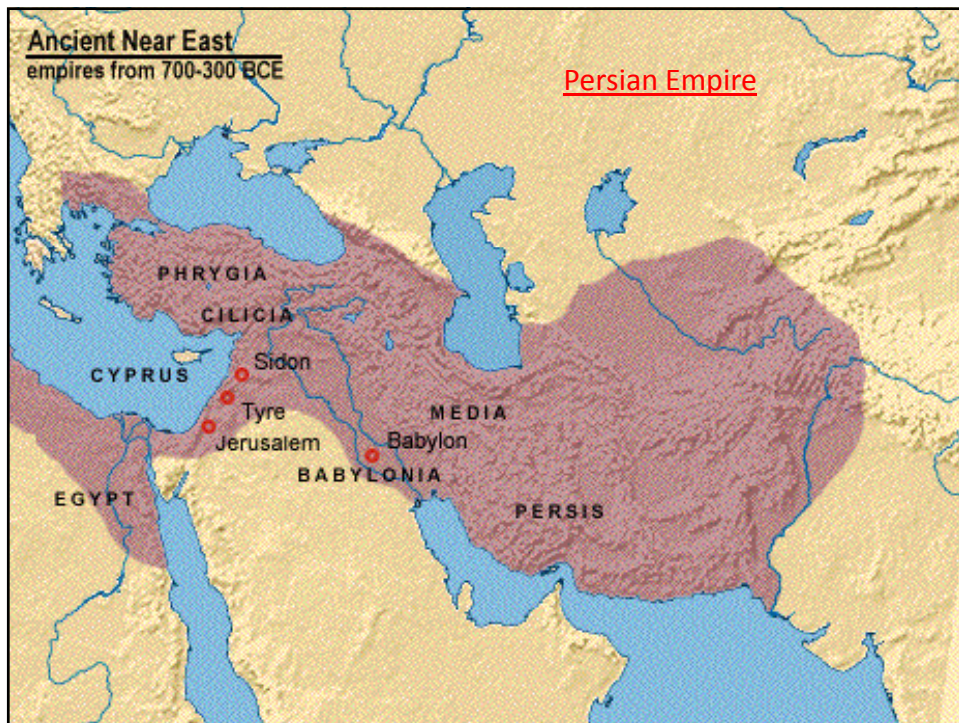 Ancient Near East
empires from 700-300 BCE
Persian Empire
PHRYGIA
CILICIA
CYPRUS
Sidon
Tyre
Jerusalem
MEDIA
Babylon
BABYLONIA
EGYPT
PERSIS